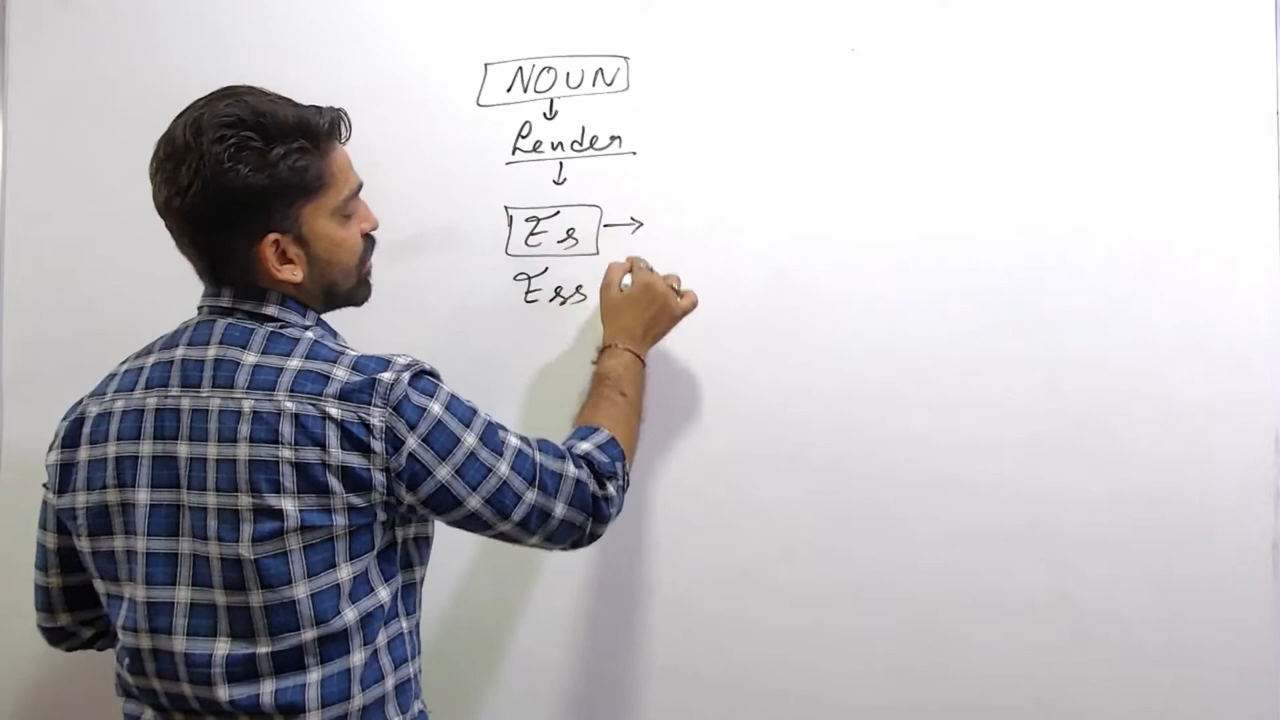 NOUN
↓
Gender
↓
Es →
Ess